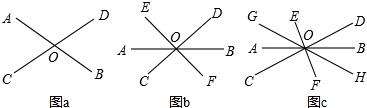 A D O C B
图a
E D A O B C F
图b
G E D A O B C F H
图c